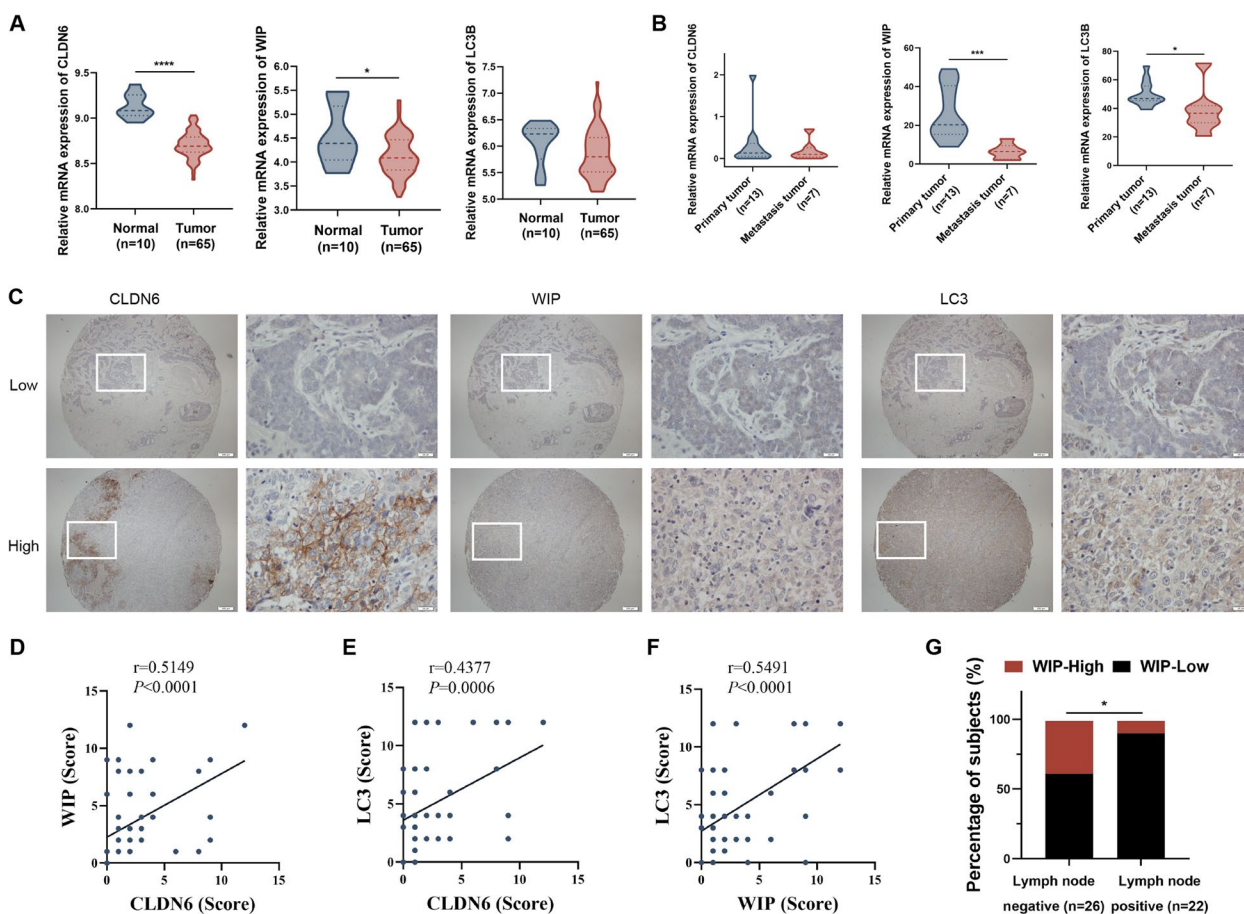 A
Relative mRNA expression of CLDN6
9.5
9.0
8.5
8.0
****
Normal
(n=10)
Tumor
(n=65)
Relative mRNA expression of WIP
6.0
5.5
5.0
4.5
4.0
3.5
3.0
*
Normal
(n=10)
Tumor
(n=65)
Relative mRNA expression of LC3B
7.5
7.0
6.5
6.0
5.5
5.0
Normal
(n=10)
Tumor
(n=65)
B
Relative mRNA expression of CLDN6
2
1
0
Primary tumor
(n=13)
Metastasis tumor
(n=7)
Relative mRNA expression of WIP
60
40
20
0
***
Primary tumor
(n=13)
Metastasis tumor
(n=7)
Relative mRNA expression of LC3B
80
60
40
20
0
*
Primary tumor
(n=13)
Metastasis tumor
(n=7)
C
CLDN6
WIP
LC3
Low
High
D
r=0.5149
P<0.0001
WIP (Score)
15
10
5
0
0
5
10
15
CLDN6 (Score)
E
r=0.4377
P=0.0006
LC3 (Score)
15
10
5
0
0
5
10
15
CLDN6 (Score)
F
r=0.5491
P<0.0001
LC3 (Score)
15
10
5
0
0
5
10
15
WIP (Score)
G
WIP-High
WIP-Low
Percentage of subjects (%)
100
50
0
*
Lymph node
negative (n=26)
Lymph node
positive (n=22)